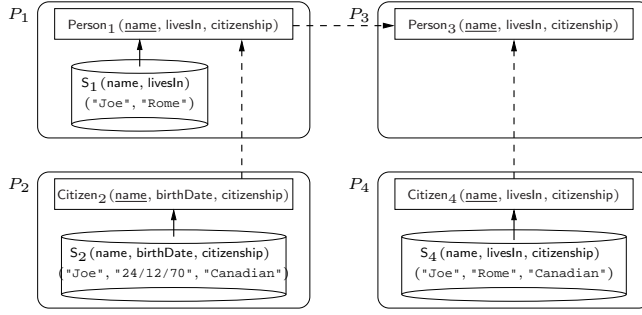 P1
Person1(name, livesIn, citizenship)
S1(name, livesIn)
("Joe", "Rome")
P3
Person3(name, livesIn, citizenship)
P2
Citizen2(name, birthDate, citizenship)
S2(name, birthDate, citizenship)
("Joe", "24/12/70", "Canadian")
P4
Citizen4(name, livesIn, citizenship)
S4(name, livesIn, citizenship)
("Joe", "Rome", "Canadian")